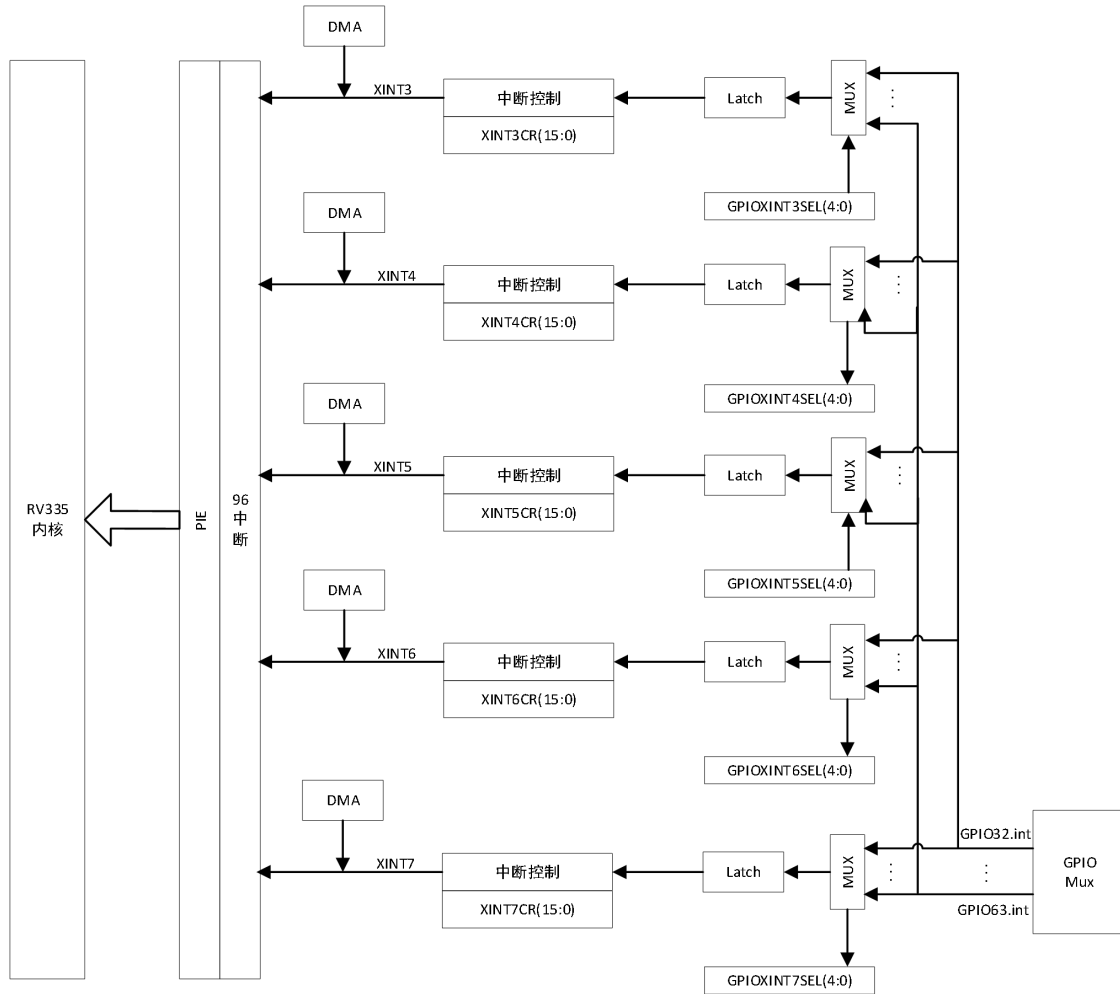 DMA
XINT3
中断控制
XINT3CR(15:0)
Latch
MUX
GPIOXINT3SEL(4:0)
DMA
XINT4
中断控制
XINT4CR(15:0)
Latch
MUX
GPIOXINT4SEL(4:0)
DMA
XINT5
中断控制
XINT5CR(15:0)
Latch
MUX
GPIOXINT5SEL(4:0)
RV335
内核
PIE
96
中
断
DMA
XINT6
中断控制
XINT6CR(15:0)
Latch
MUX
GPIOXINT6SEL(4:0)
DMA
XINT7
中断控制
XINT7CR(15:0)
Latch
MUX
GPIOXINT7SEL(4:0)
GPIO32.int
GPIO63.int
GPIO
Mux